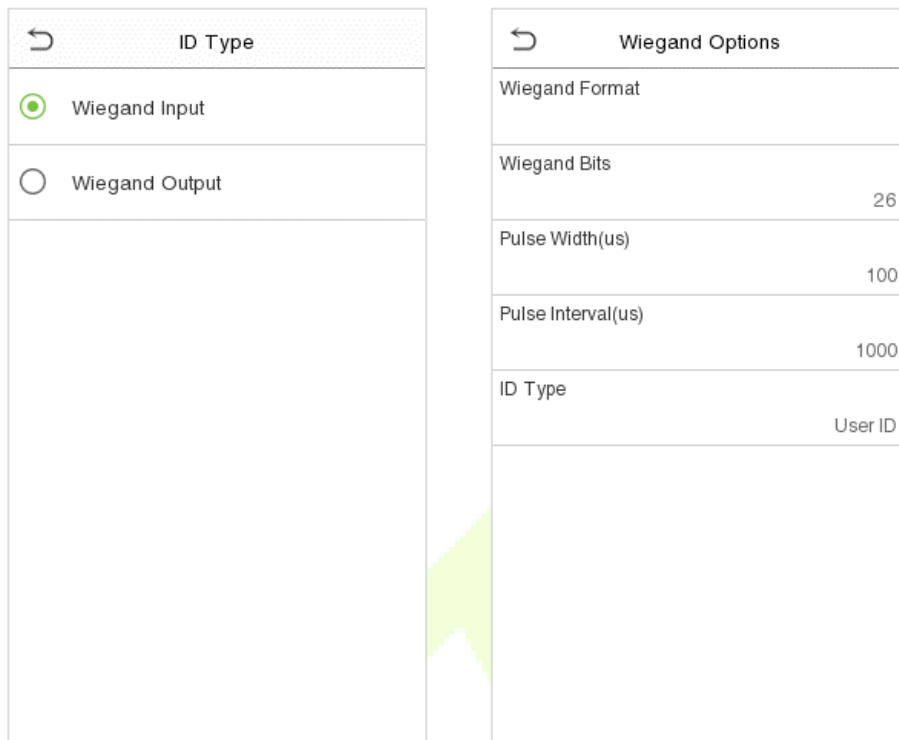 ID Type
Wiegand Input
Wiegand Output
Wiegand Options
Wiegand Format
Wiegand Bits
26
Pulse Width(us)
100
Pulse Interval(us)
1000
ID Type
User ID